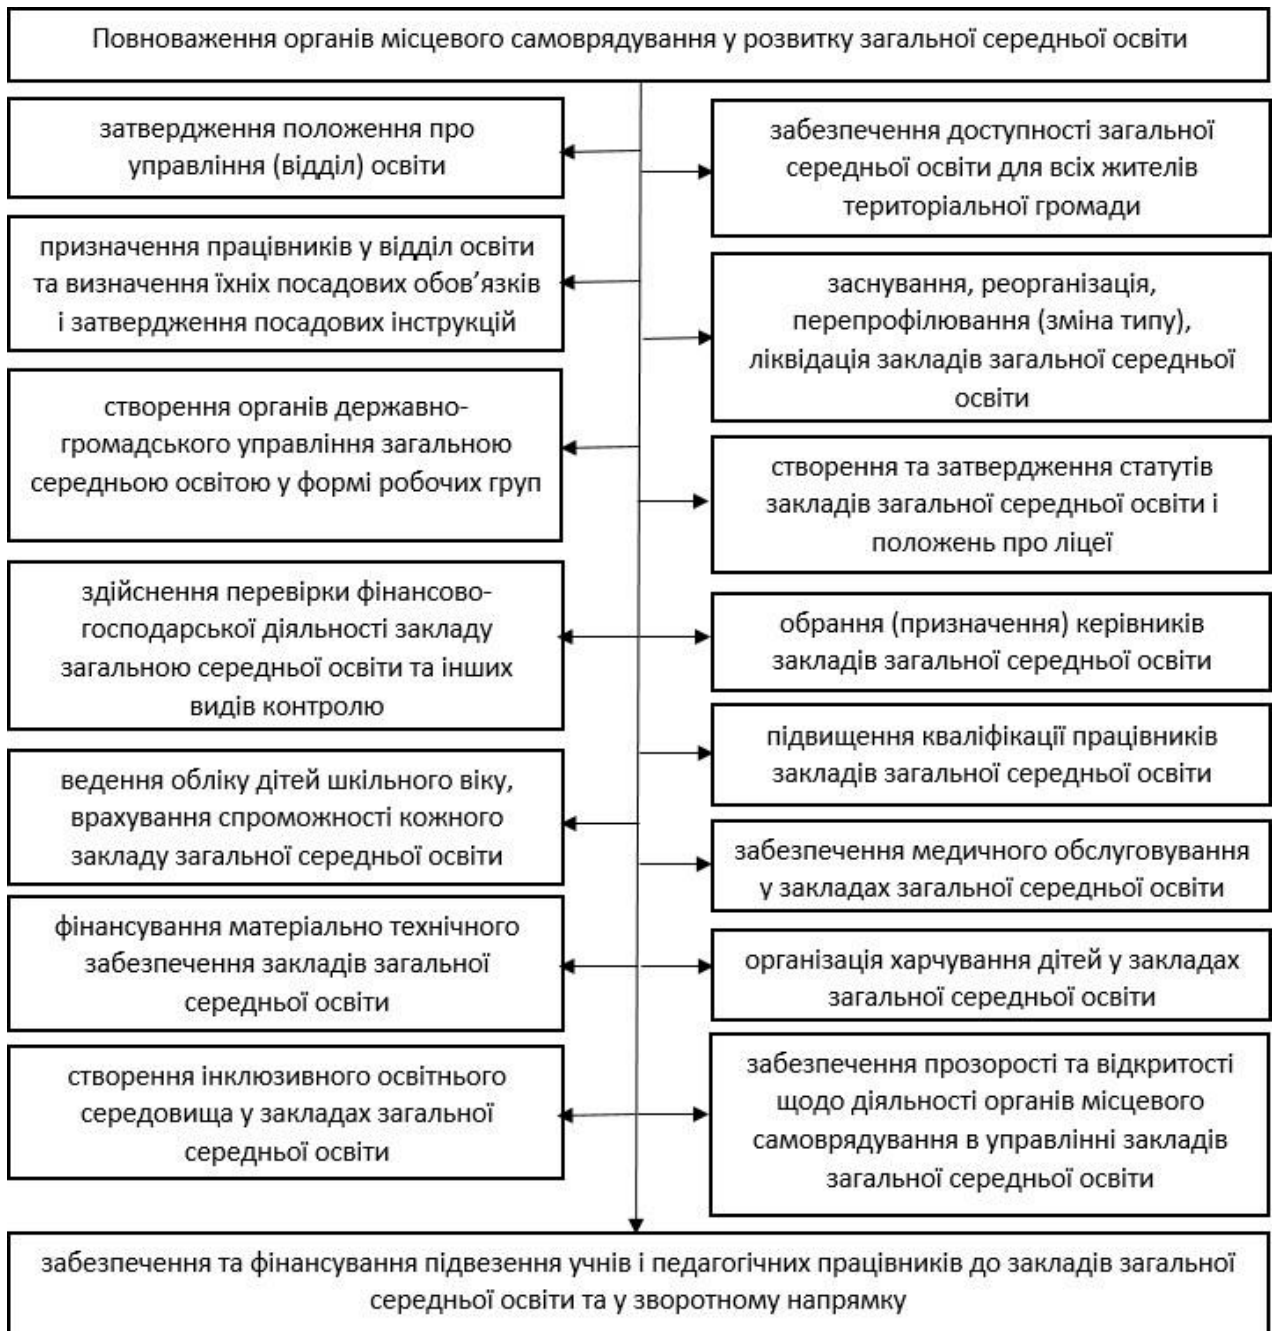 Повноваження органів місцевого самоврядування у розвитку загальної середньої освіти
затвердження положення про
управління (відділ) освіти
призначення працівників у відділ освіти
та визначення їхніх посадових обов’язків
і затвердження посадових інструкцій
створення органів державно-
громадського управління загальною
середньою освітою у формі робочих груп
здійснення перевірки фінансово-
господарської діяльності закладу
загальною середньої освіти та інших
видів контролю
ведення обліку дітей шкільного віку,
врахування спроможності кожного
закладу загальної середньої освіти
фінансування матеріально технічного
забезпечення закладів загальної
середньої освіти
створення інклюзивного освітнього
середовища у закладах загальної
середньої освіти
забезпечення доступності загальної
середньої освіти для всіх жителів
територіальної громади
заснування, реорганізація,
перепрофілювання (зміна типу),
ліквідація закладів загальної середньої
освіти
створення та затвердження статутів
закладів загальної середньої освіти і
положень про ліцеї
обрання (призначення) керівників
закладів загальної середньої освіти
підвищення кваліфікації працівників
закладів загальної середньої освіти
забезпечення медичного обслуговування
у закладах загальної середньої освіти
організація харчування дітей у закладах
загальної середньої освіти
забезпечення прозорості та відкритості
щодо діяльності органів місцевого
самоврядування в управлінні закладів
загальної середньої освіти
забезпечення та фінансування підвезення учнів і педагогічних працівників до закладів загальної
середньої освіти та у зворотному напрямку